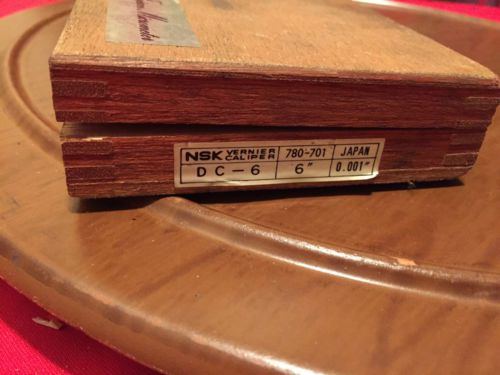 NSK VERNIER CALIPER 780-701 JAPAN
DC-6 6" 0.001"